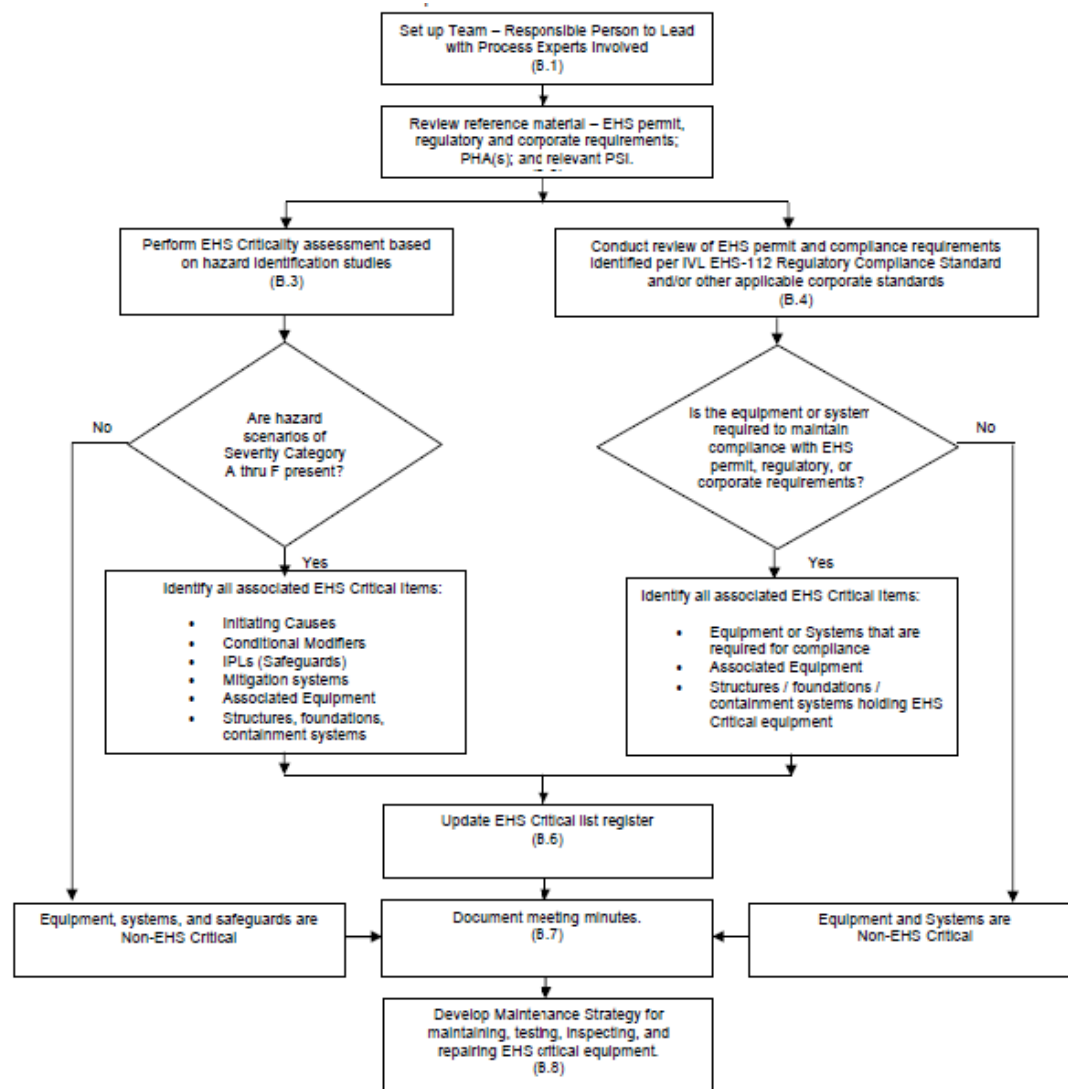 Set up Team – Responsible Person to Lead
with Process Experts Involved
(B.1)
Review reference material – EHS permit,
regulatory and corporate requirements;
PHA(s); and relevant PSI.
Perform EHS Criticality assessment based
on hazard identification studies
(B.3)
Conduct review of EHS permit and compliance requirements
identified per IVL EHS-112 Regulatory Compliance Standard
and/or other applicable corporate standards
(B.4)
No
Are hazard
scenarios of
Severity Category
A thru F present?
Is the equipment or system
required to maintain
compliance with EHS
permit, regulatory, or
corporate requirements?
No
Yes
Yes
Identify all associated EHS Critical Items:
• Initiating Causes
• Conditional Modifiers
• IPLs (Safeguards)
• Mitigation systems
• Associated Equipment
• Structures, foundations,
containment systems
Identify all associated EHS Critical Items:
• Equipment or Systems that are
required for compliance
• Associated Equipment
• Structures / foundations /
containment systems holding EHS
Critical equipment
Update EHS Critical list register
(B.6)
Equipment, systems, and safeguards are
Non-EHS Critical
Document meeting minutes.
(B.7)
Equipment and Systems are
Non-EHS Critical
Develop Maintenance Strategy for
maintaining, testing, inspecting, and
repairing EHS critical equipment.
(B.8)